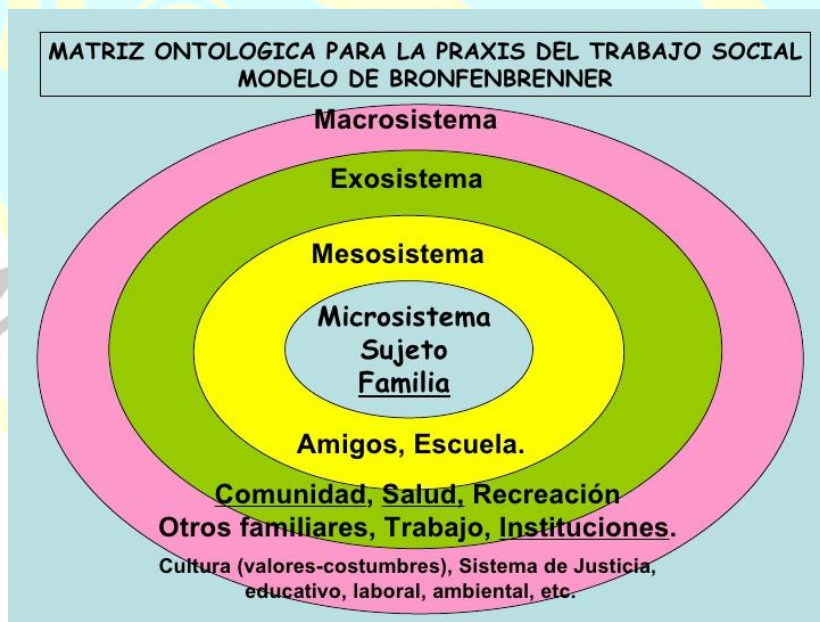 MATRIZ ONTOLOGICA PARA LA PRAXIS DEL TRABAJO SOCIAL
MODELO DE BRONFENBRENNER
Macrosistema
Exosistema
Mesosistema
Microsistema
Sujeto
Familia
Amigos, Escuela.
Comunidad, Salud, Recreación
Otros familiares, Trabajo, Instituciones.
Cultura (valores-costumbres), Sistema de Justicia,
educativo, laboral, ambiental, etc.